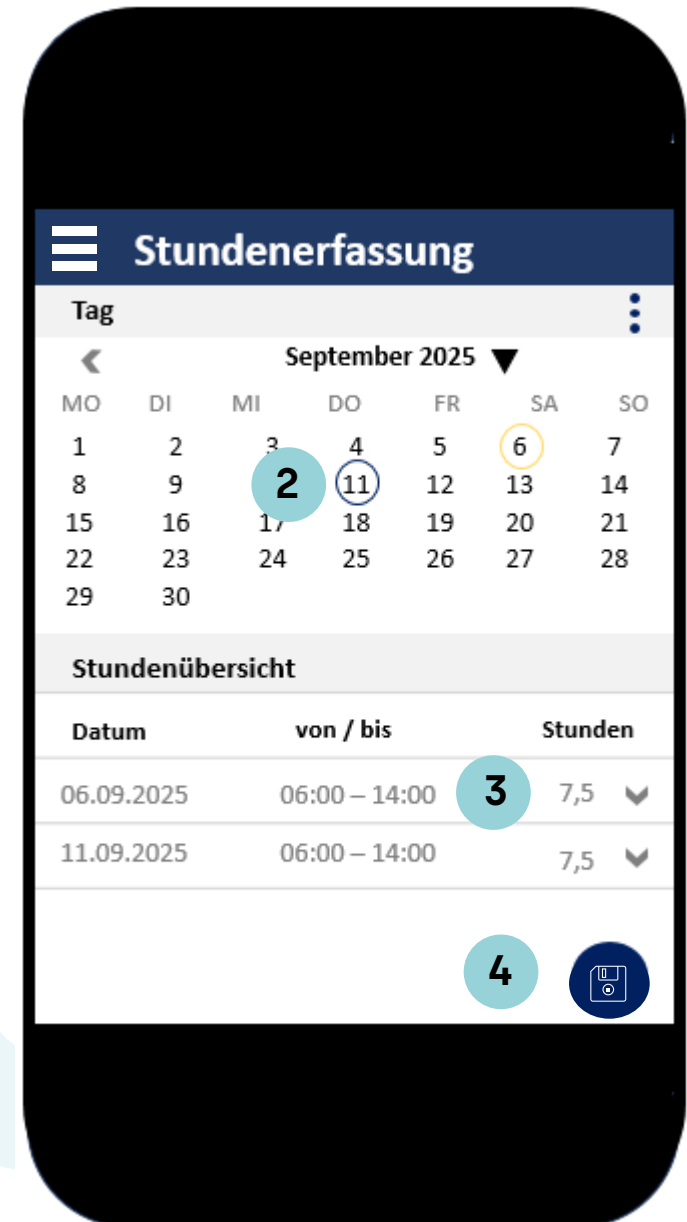 Stundenerfassung
Tag
September 2025
MO DI MI DO FR SA SO
1 2 3 4 5 6 7
8 9 2 11 12 13 14
15 16 17 18 19 20 21
22 23 24 25 26 27 28
29 30
Stundenübersicht
Datum von / bis Stunden
06.09.2025 06:00 – 14:00 3 7,5
11.09.2025 06:00 – 14:00 7,5
4